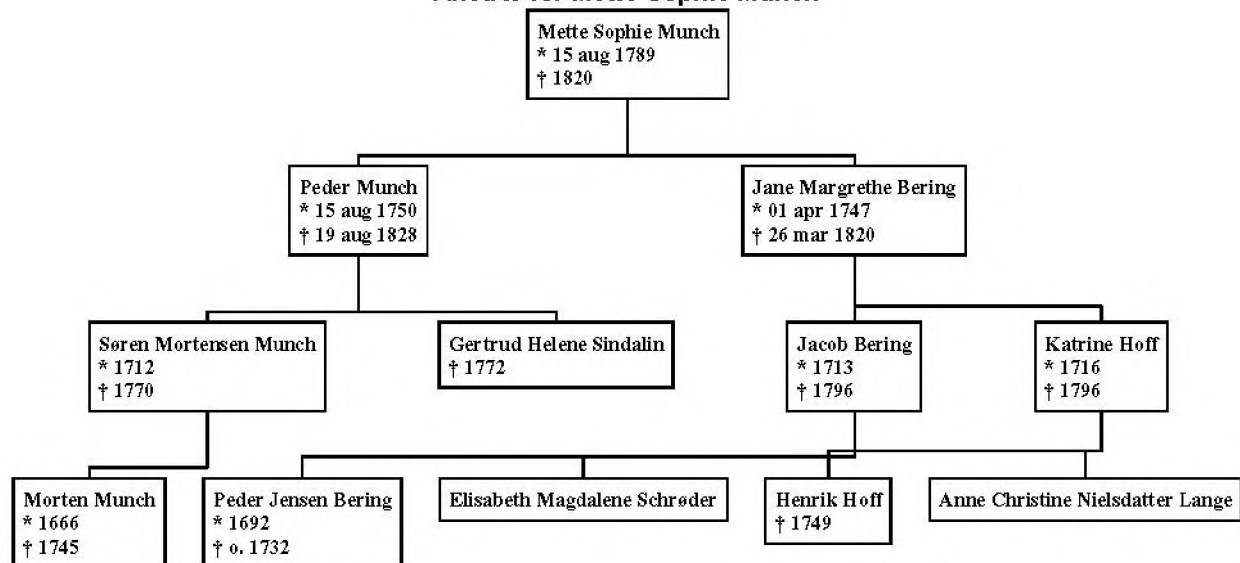 Mette Sophie Munch
* 15 aug 1789
† 1820
Peder Munch
* 15 aug 1750
† 19 aug 1828
Jane Margrethe Bering
* 01 apr 1747
† 26 mar 1820
Søren Mortensen Munch
* 1712
† 1770
Gertrud Helene Sindalin
† 1772
Jacob Bering
* 1713
† 1796
Katrine Hoff
* 1716
† 1796
Morten Munch
* 1666
† 1745
Peder Jensen Bering
* 1692
† o. 1732
Elisabeth Magdalene Schrøder
Henrik Hoff
† 1749
Anne Christine Nielsdatter Lange